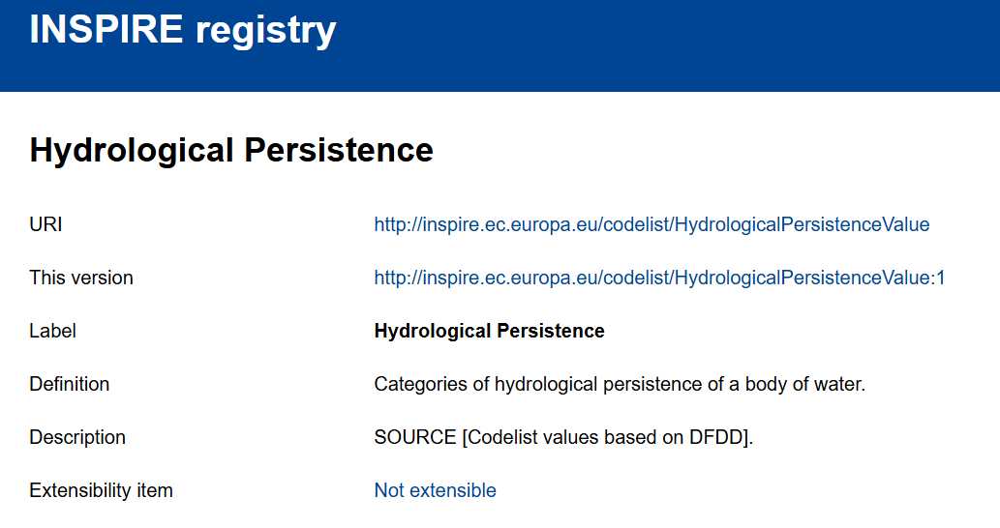 INSPIRE registry
Hydrological Persistence
URI http://inspire.ec.europa.eu/codelist/HydrologicalPersistenceValue
This version http://inspire.ec.europa.eu/codelist/HydrologicalPersistenceValue:1
Label Hydrological Persistence
Definition Categories of hydrological persistence of a body of water.
Description SOURCE [Codelist values based on DFDD].
Extensibility item Not extensible